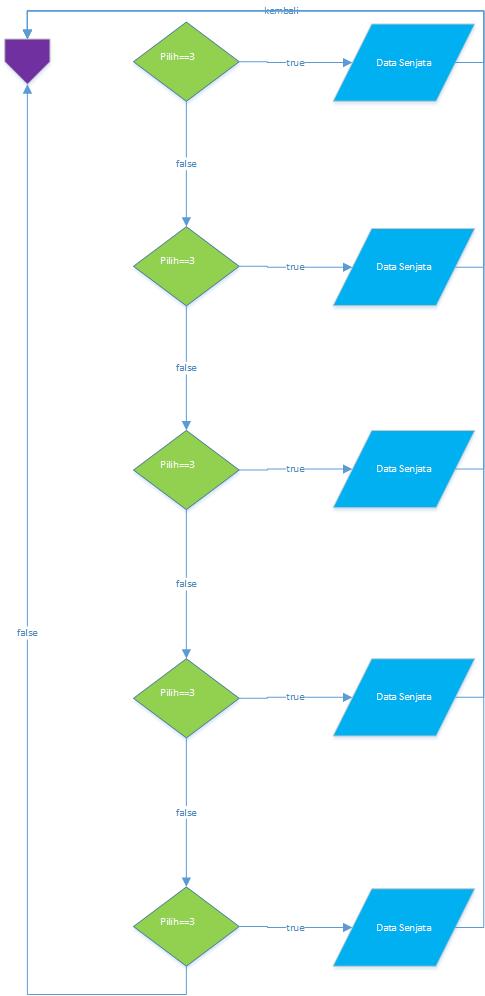 kembali
Pilih==3
true
Data Senjata
false
Pilih==3
true
Data Senjata
false
Pilih==3
true
Data Senjata
false
false
Pilih==3
true
Data Senjata
false
Pilih==3
true
Data Senjata